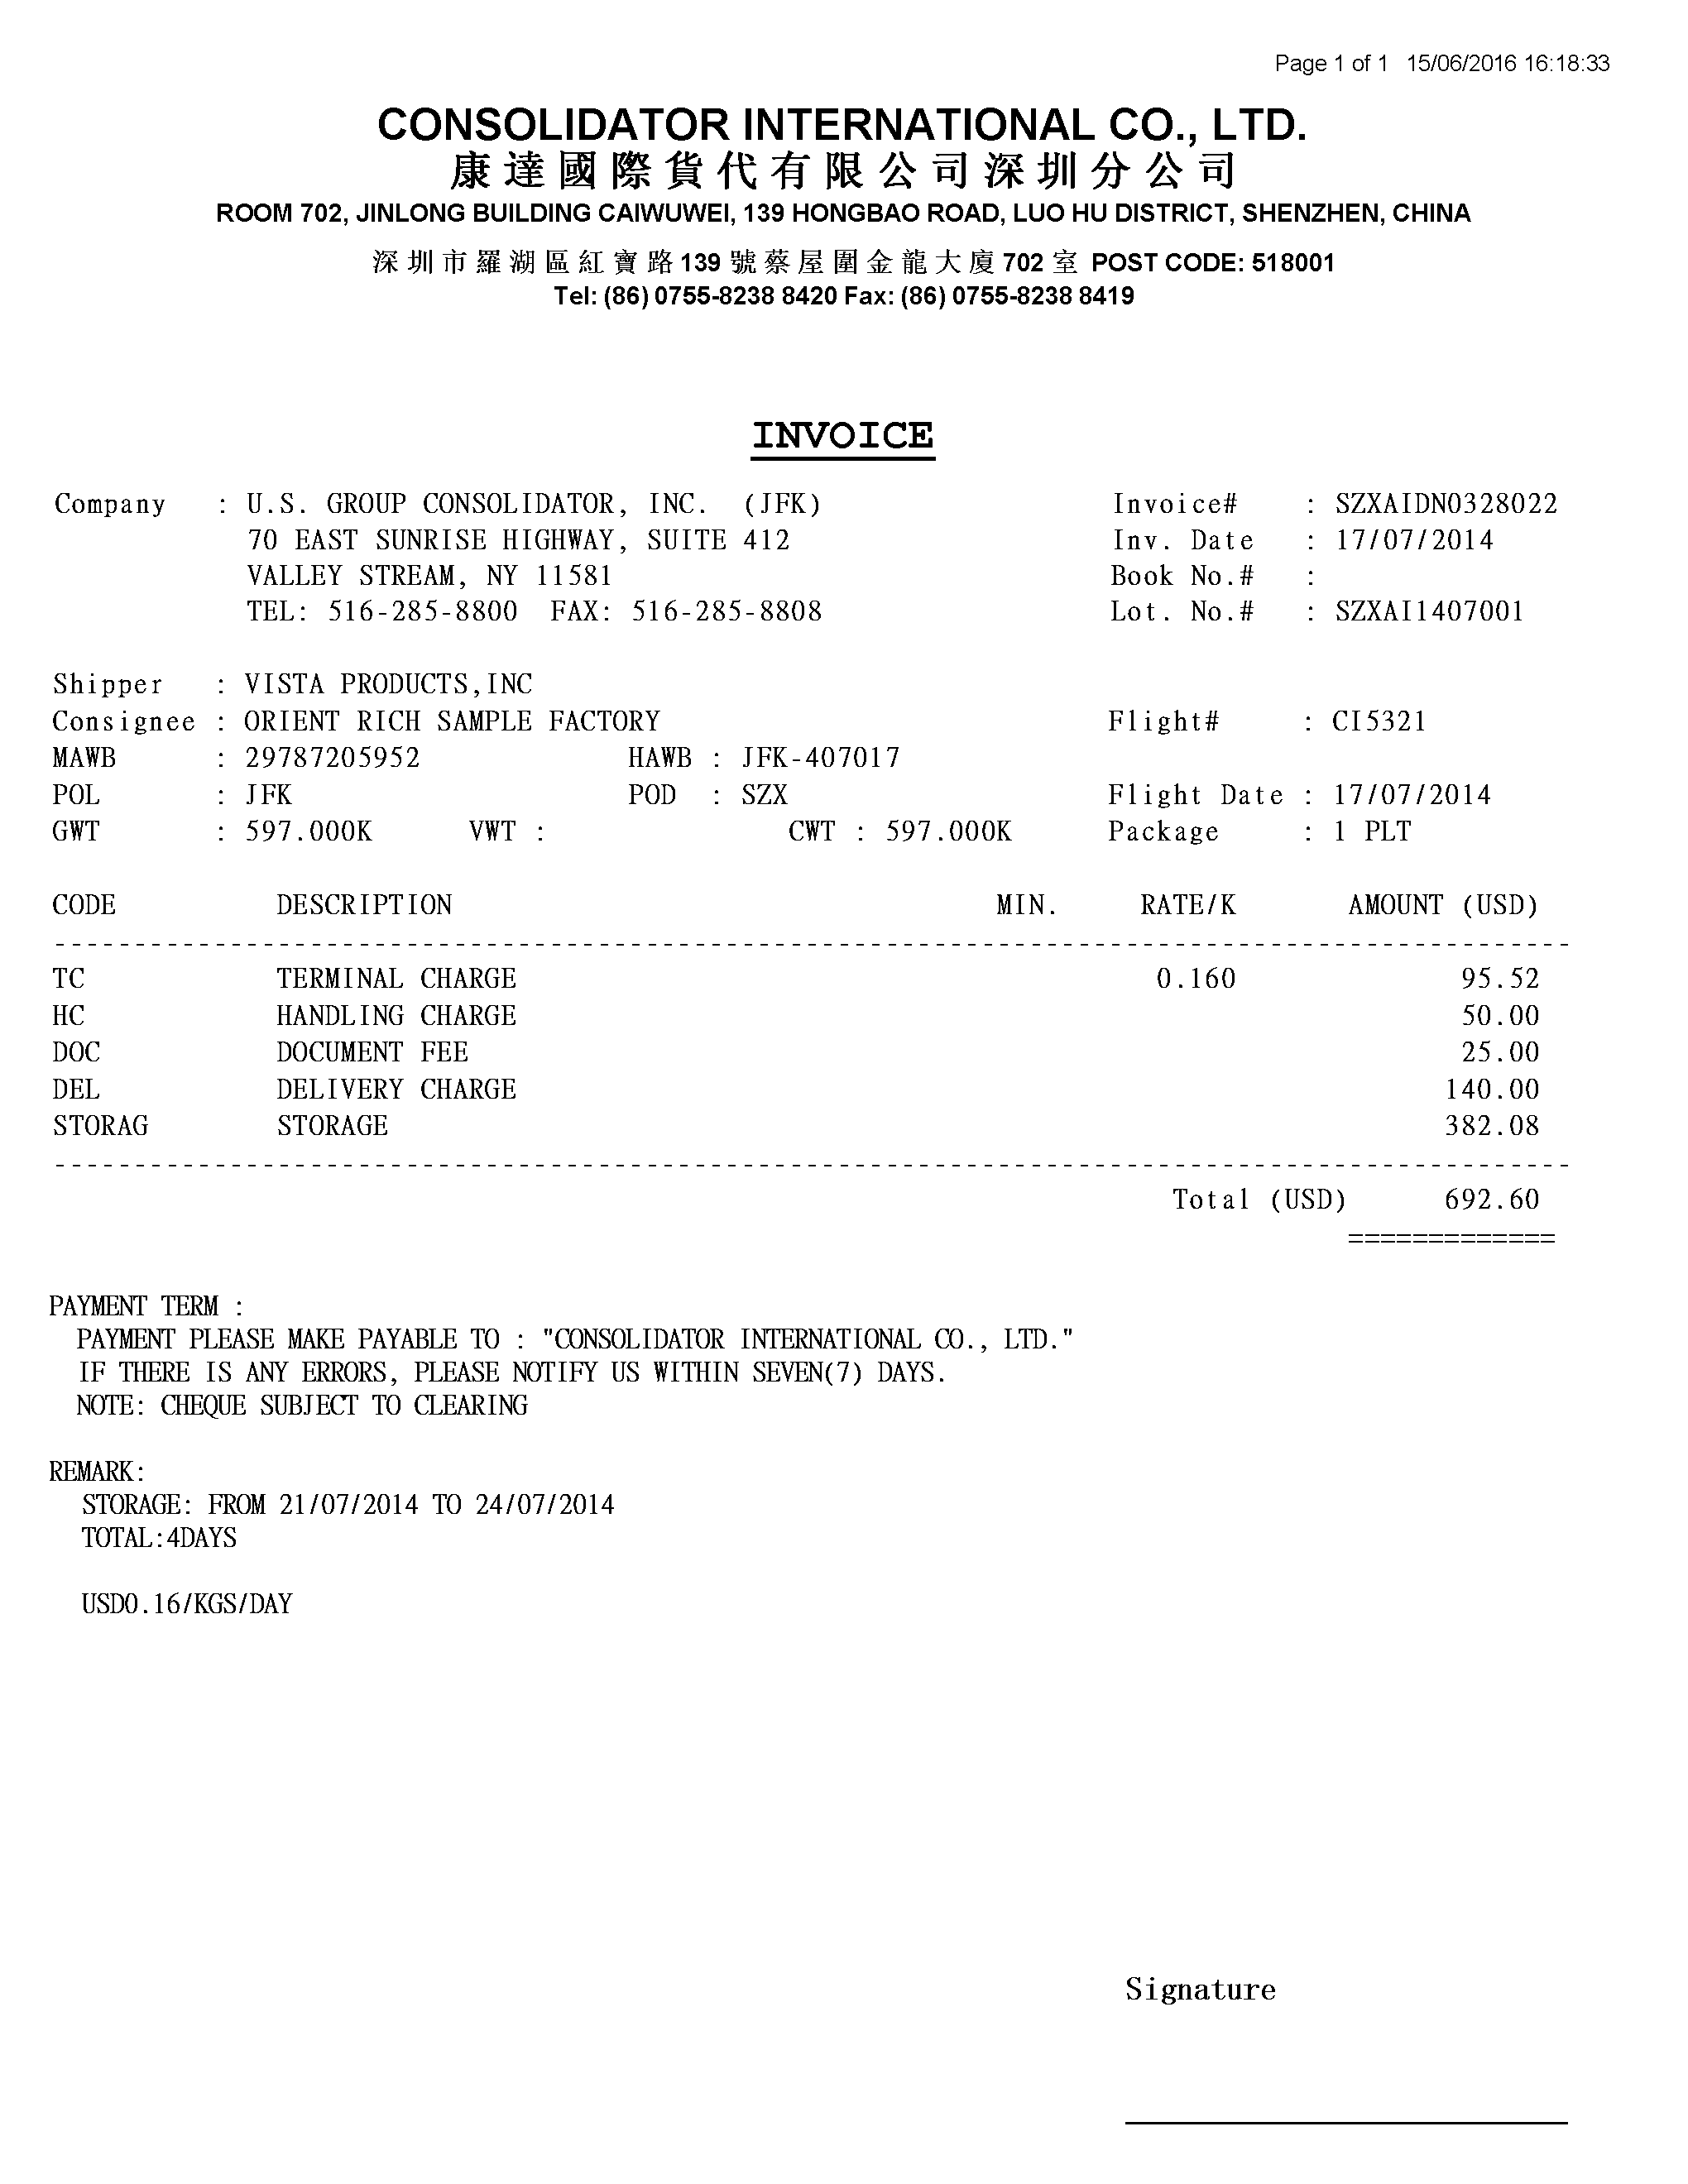 Page 1 of 1 15/06/2016 16:18:33
CONSOLIDATOR INTERNATIONAL CO., LTD.
康達國際貨代有限公司深圳分公司
ROOM 702, JINLONG BUILDING CAIWUWEI, 139 HONGBAO ROAD, LUO HU DISTRICT, SHENZHEN, CHINA
深圳市羅湖區紅寶路139號蔡屋圍金龍大廈702室 POST CODE: 518001
Tel: (86) 0755-8238 8420 Fax: (86) 0755-8238 8419
INVOICE
Company : U.S. GROUP CONSOLIDATOR, INC. (JFK) Invoice# : SZXAIDN0328022
70 EAST SUNRISE HIGHWAY, SUITE 412 Inv. Date : 17/07/2014
VALLEY STREAM, NY 11581 Book No.# :
TEL: 516-285-8800 FAX: 516-285-8808 Lot. No.# : SZXAI1407001
Shipper : VISTA PRODUCTS,INC
Consignee : ORIENT RICH SAMPLE FACTORY Flight# : CI5321
MAWB : 29787205952 HAWB : JFK-407017
POL : JFK POD : SZX Flight Date : 17/07/2014
GWT : 597.000K VWT : CWT : 597.000K Package : 1 PLT
CODE DESCRIPTION MIN. RATE/K AMOUNT (USD)
TC TERMINAL CHARGE 0.160 95.52
HC HANDLING CHARGE 50.00
DOC DOCUMENT FEE 25.00
DEL DELIVERY CHARGE 140.00
STORAG STORAGE 382.08
Total (USD) 692.60
=============
PAYMENT TERM :
PAYMENT PLEASE MAKE PAYABLE TO : "CONSOLIDATOR INTERNATIONAL CO., LTD."
IF THERE IS ANY ERRORS, PLEASE NOTIFY US WITHIN SEVEN(7) DAYS.
NOTE: CHEQUE SUBJECT TO CLEARING
REMARK:
STORAGE: FROM 21/07/2014 TO 24/07/2014
TOTAL:4DAYS
USD0.16/KGS/DAY
Signature